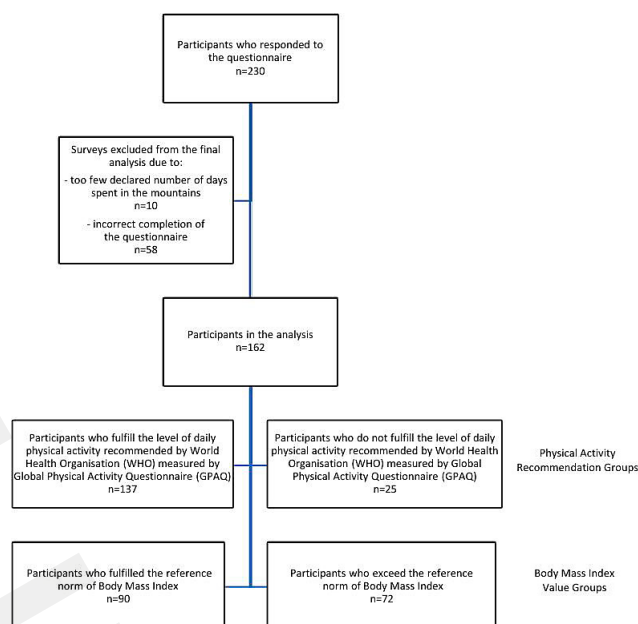 Participants who responded to
the questionnaire
n=230
Surveys excluded from the final
analysis due to:
- too few declared number of days
spent in the mountains
n=10
- incorrect completion of
the questionnaire
n=58
Participants in the analysis
n=162
Participants who fulfill the level of daily
physical activity recommended by World
Health Organisation (WHO) measured by
Global Physical Activity Questionnaire (GPAQ)
n=137
Participants who do not fulfill the level of daily
physical activity recommended by World Health
Organisation (WHO) measured by Global
Physical Activity Questionnaire (GPAQ)
n=25
Physical Activity
Recommendation Groups
Participants who fulfilled the reference
norm of Body Mass Index
n=90
Participants who exceed the reference
norm of Body Mass Index
n=72
Body Mass Index
Value Groups